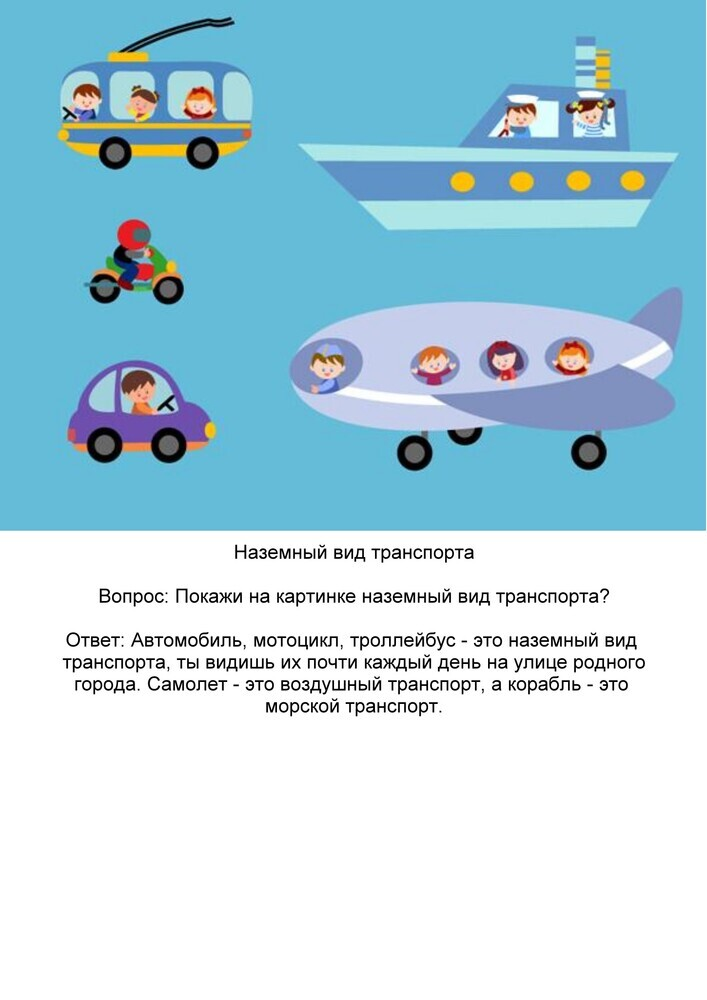 Наземный вид транспорта
Вопрос: Покажи на картинке наземный вид транспорта?
Ответ: Автомобиль, мотоцикл, троллейбус - это наземный вид
транспорта, ты видишь их почти каждый день на улице родного
города. Самолет - это воздушный транспорт, а корабль - это
морской транспорт.